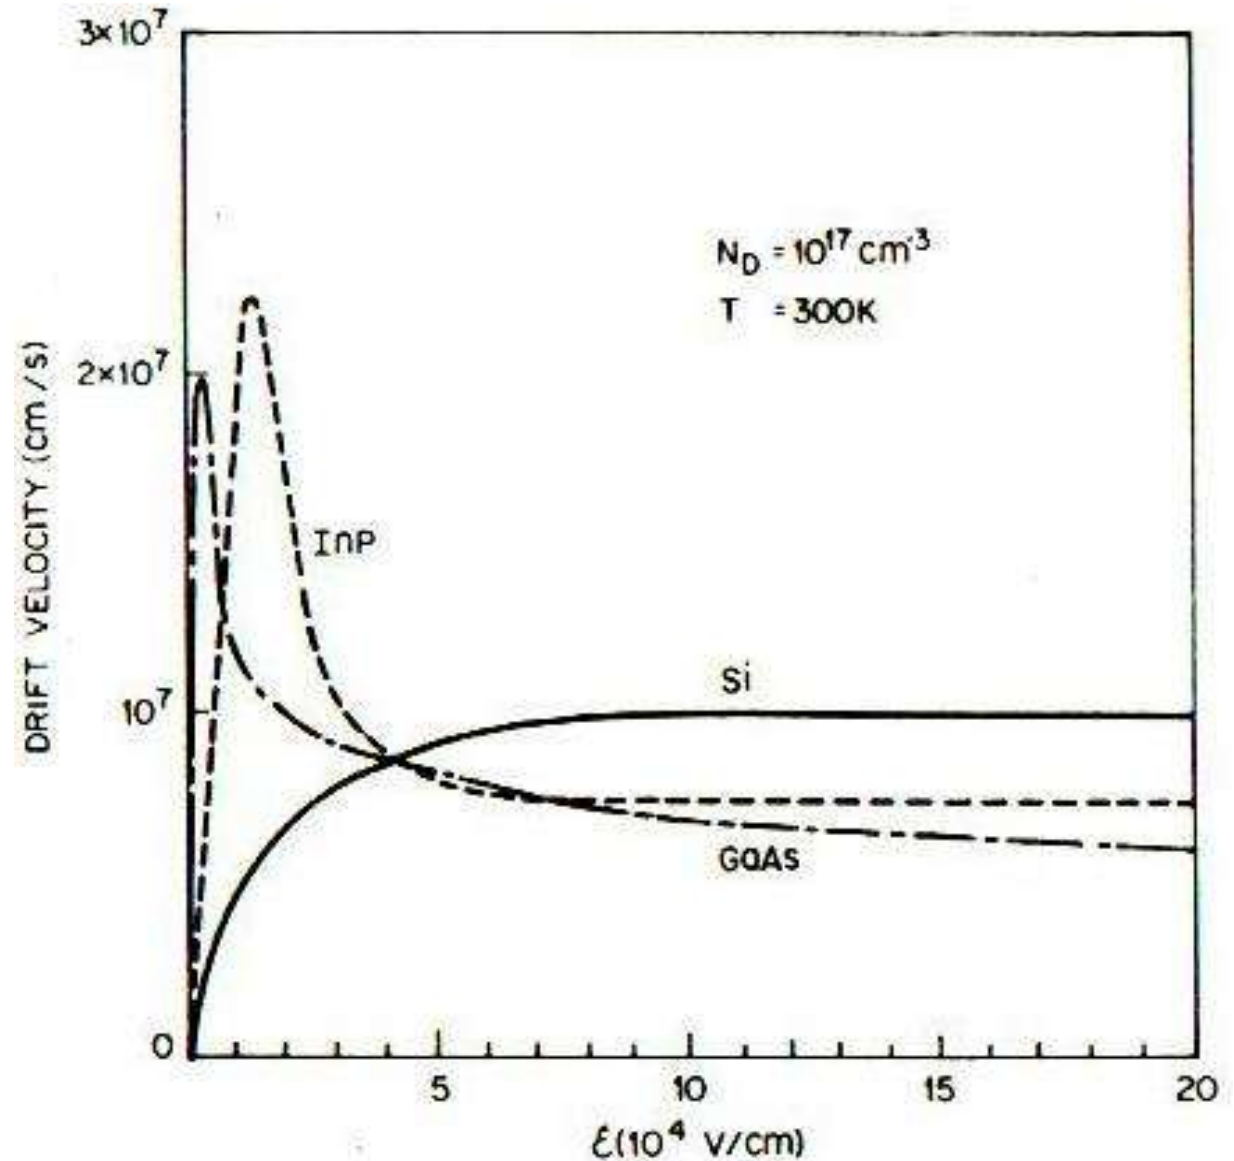 3×10⁷
2×10⁷
10⁷
0
DRIFT VELOCITY (cm/s)
N_D = 10¹⁷ cm⁻³
T = 300K
InP
Si
GaAs
5 10 15 20
ℰ(10⁴ V/cm)